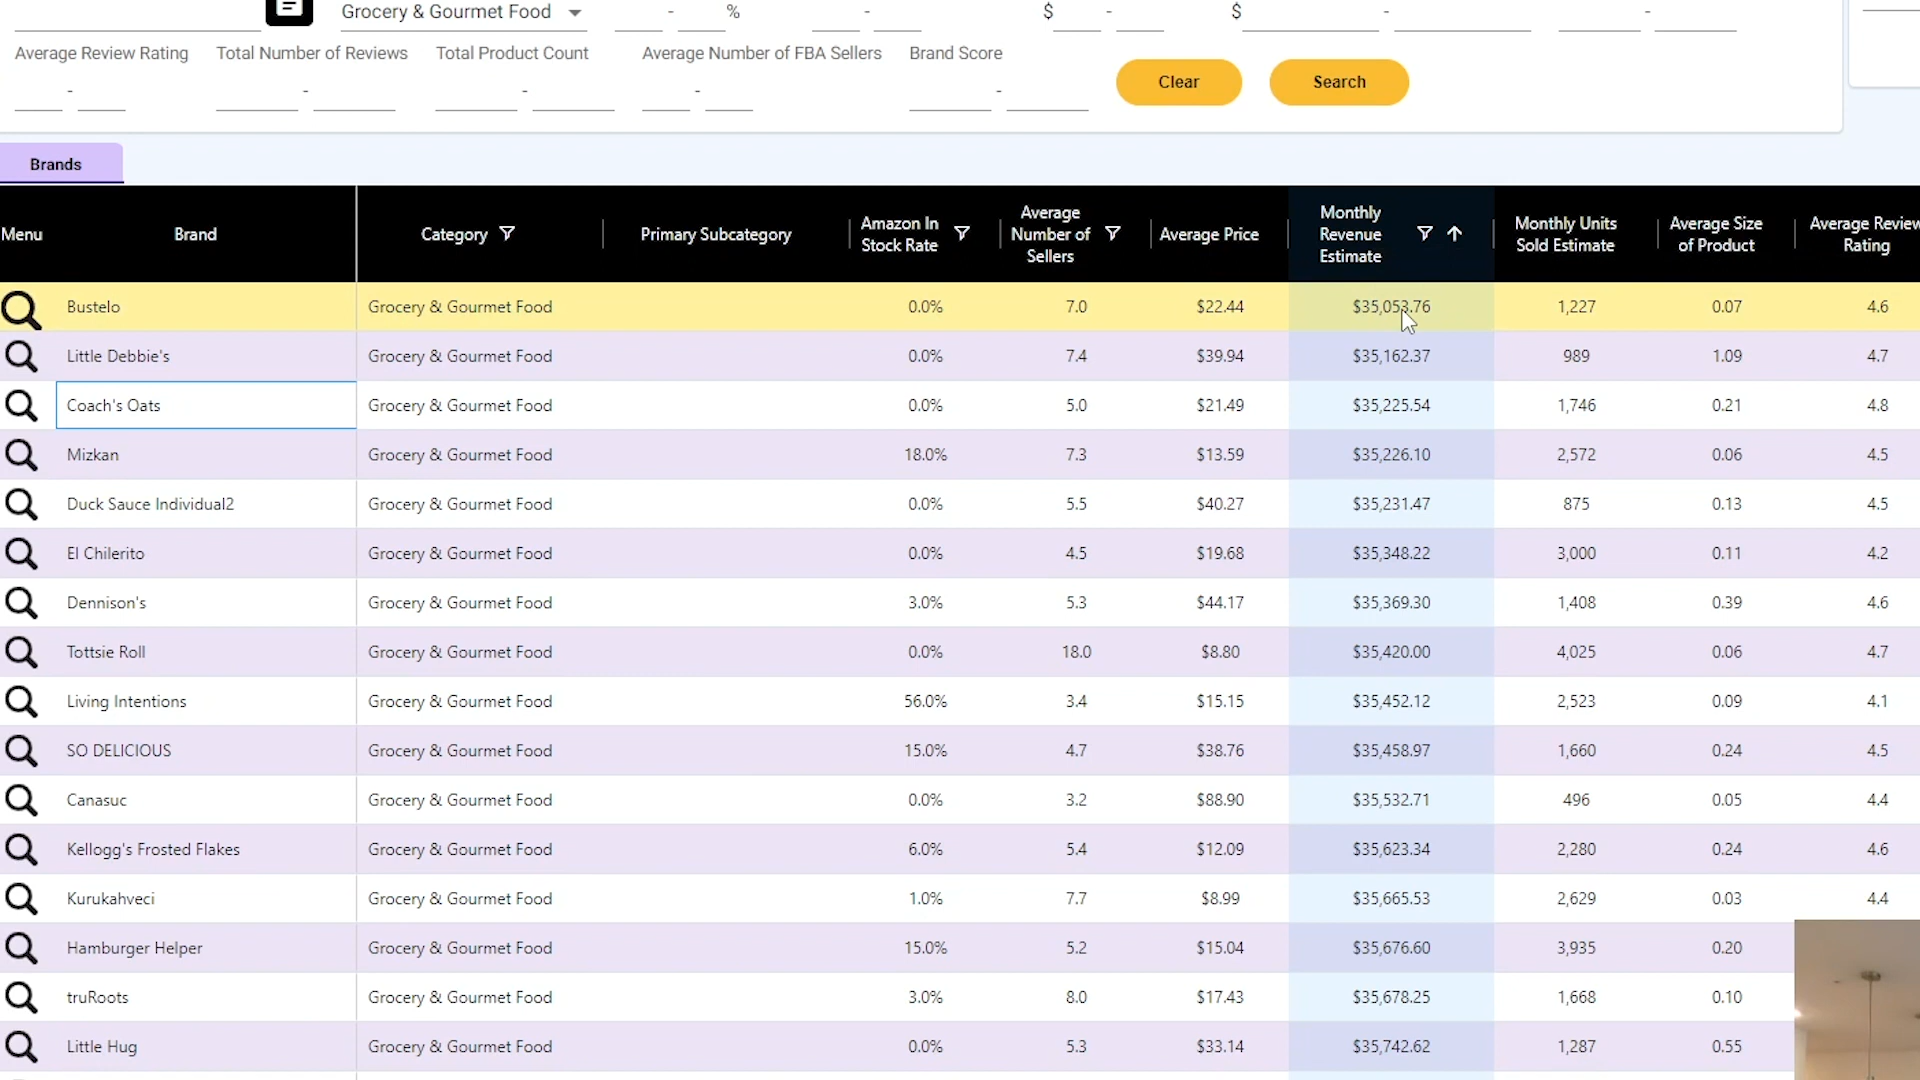 Grocery & Gourmet Food - % - $ - $ - -
Average Review Rating Total Number of Reviews Total Product Count Average Number of FBA Sellers Brand Score
- - - - - Clear Search
Brands
Menu Brand Category Primary Subcategory Amazon In Stock Rate Average Number of Sellers Average Price Monthly Revenue Estimate Monthly Units Sold Estimate Average Size of Product Average Review Rating
Bustelo Grocery & Gourmet Food 0.0% 7.0 $22.44 $35,053.76 1,227 0.07 4.6
Little Debbie's Grocery & Gourmet Food 0.0% 7.4 $39.94 $35,162.37 989 1.09 4.7
Coach's Oats Grocery & Gourmet Food 0.0% 5.0 $21.49 $35,225.54 1,746 0.21 4.8
Mizkan Grocery & Gourmet Food 18.0% 7.3 $13.59 $35,226.10 2,572 0.06 4.5
Duck Sauce Individual2 Grocery & Gourmet Food 0.0% 5.5 $40.27 $35,231.47 875 0.13 4.5
El Chilerito Grocery & Gourmet Food 0.0% 4.5 $19.68 $35,348.22 3,000 0.11 4.2
Dennison's Grocery & Gourmet Food 3.0% 5.3 $44.17 $35,369.30 1,408 0.39 4.6
Tottsie Roll Grocery & Gourmet Food 0.0% 18.0 $8.80 $35,420.00 4,025 0.06 4.7
Living Intentions Grocery & Gourmet Food 56.0% 3.4 $15.15 $35,452.12 2,523 0.09 4.1
SO DELICIOUS Grocery & Gourmet Food 15.0% 4.7 $38.76 $35,458.97 1,660 0.24 4.5
Canasuc Grocery & Gourmet Food 0.0% 3.2 $88.90 $35,532.71 496 0.05 4.4
Kellogg's Frosted Flakes Grocery & Gourmet Food 6.0% 5.4 $12.09 $35,623.34 2,280 0.24 4.6
Kurukahveci Grocery & Gourmet Food 1.0% 7.7 $8.99 $35,665.53 2,629 0.03 4.4
Hamburger Helper Grocery & Gourmet Food 15.0% 5.2 $15.04 $35,676.60 3,935 0.20
truRoots Grocery & Gourmet Food 3.0% 8.0 $17.43 $35,678.25 1,668 0.10
Little Hug Grocery & Gourmet Food 0.0% 5.3 $33.14 $35,742.62 1,287 0.55